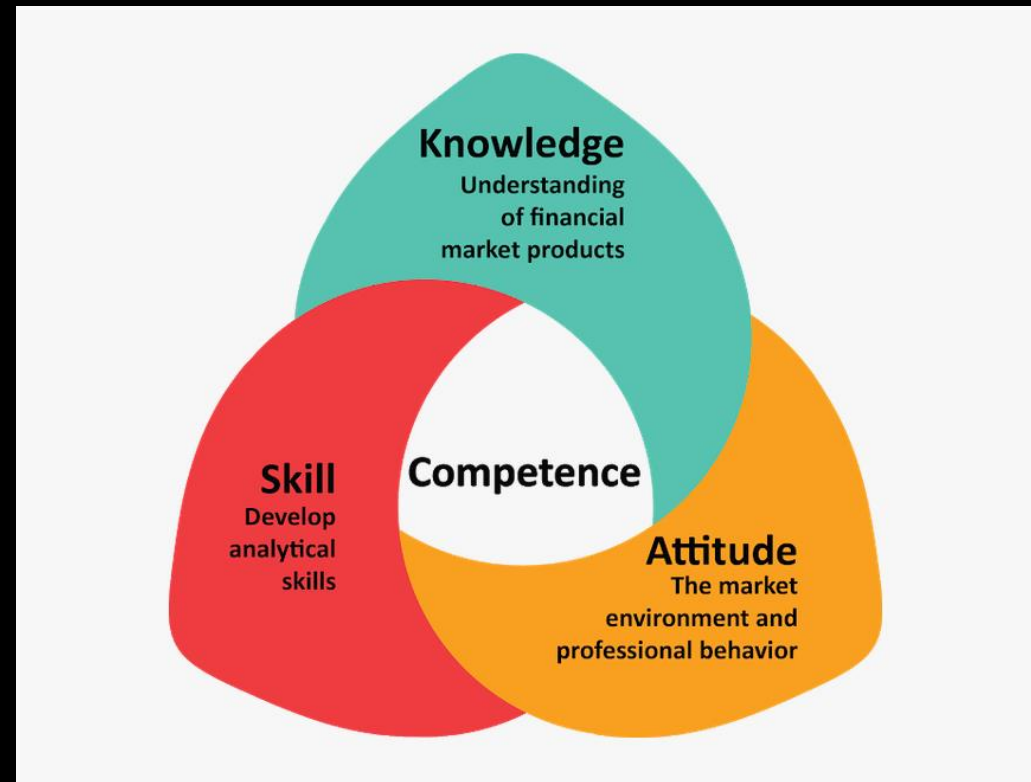 Knowledge
Understanding
of financial
market products
Skill
Develop
analytical
skills
Competence
Attitude
The market
environment and
professional behavior